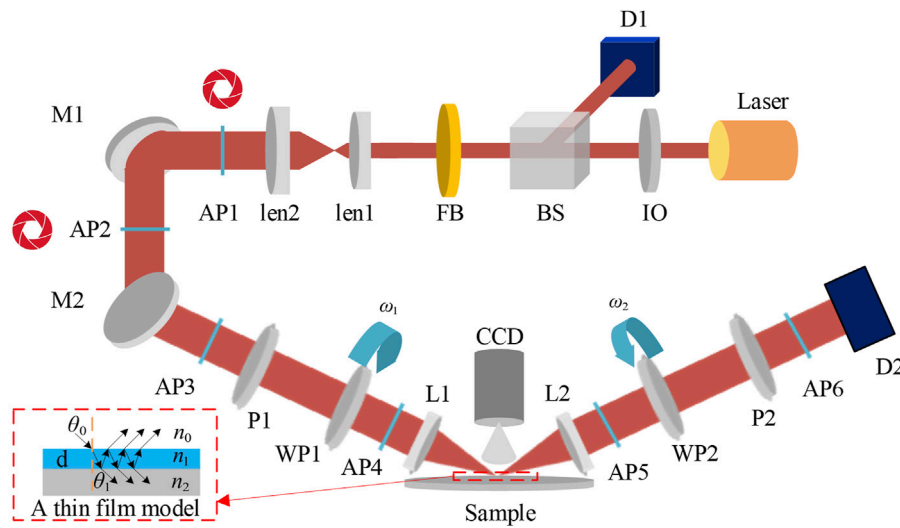 D1
M1
Laser
AP1
len2
len1
FB
BS
IO
AP2
M2
ω₁
CCD
ω₂
AP3
P1
L1
L2
P2
AP6
D2
WP1
AP4
AP5
WP2
θ₀
n₀
d
n₁
θ₁
n₂
A thin film model
Sample